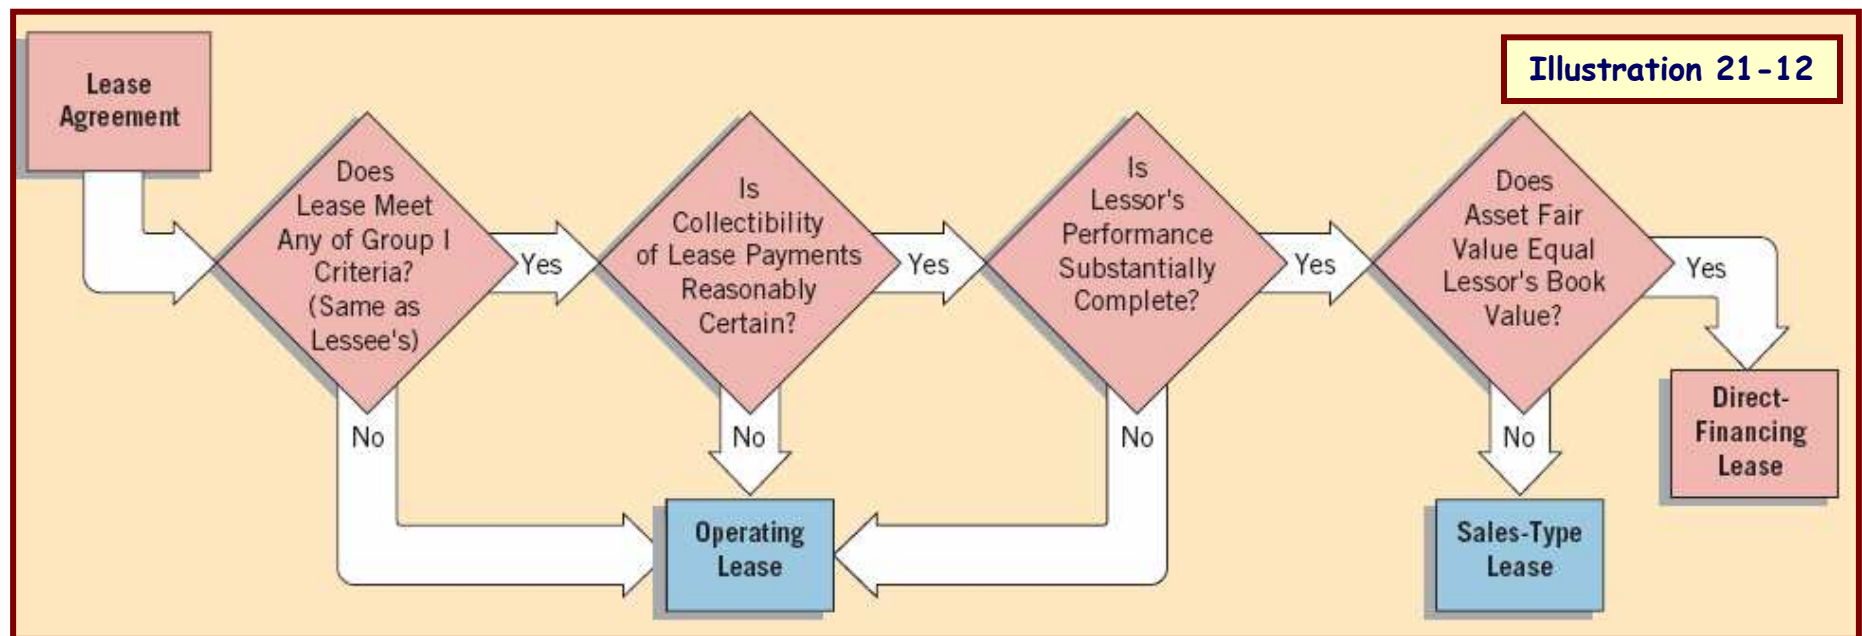 Illustration 21-12
Lease
Agreement
Does
Lease Meet
Any of Group I
Criteria?
(Same as
Lessee's)
Yes
Is
Collectibility
of Lease Payments
Reasonably
Certain?
Yes
Is
Lessor's
Performance
Substantially
Complete?
Yes
Does
Asset Fair
Value Equal
Lessor's Book
Value?
Yes
No
No
No
No
Direct-
Financing
Lease
Operating
Lease
Sales-Type
Lease